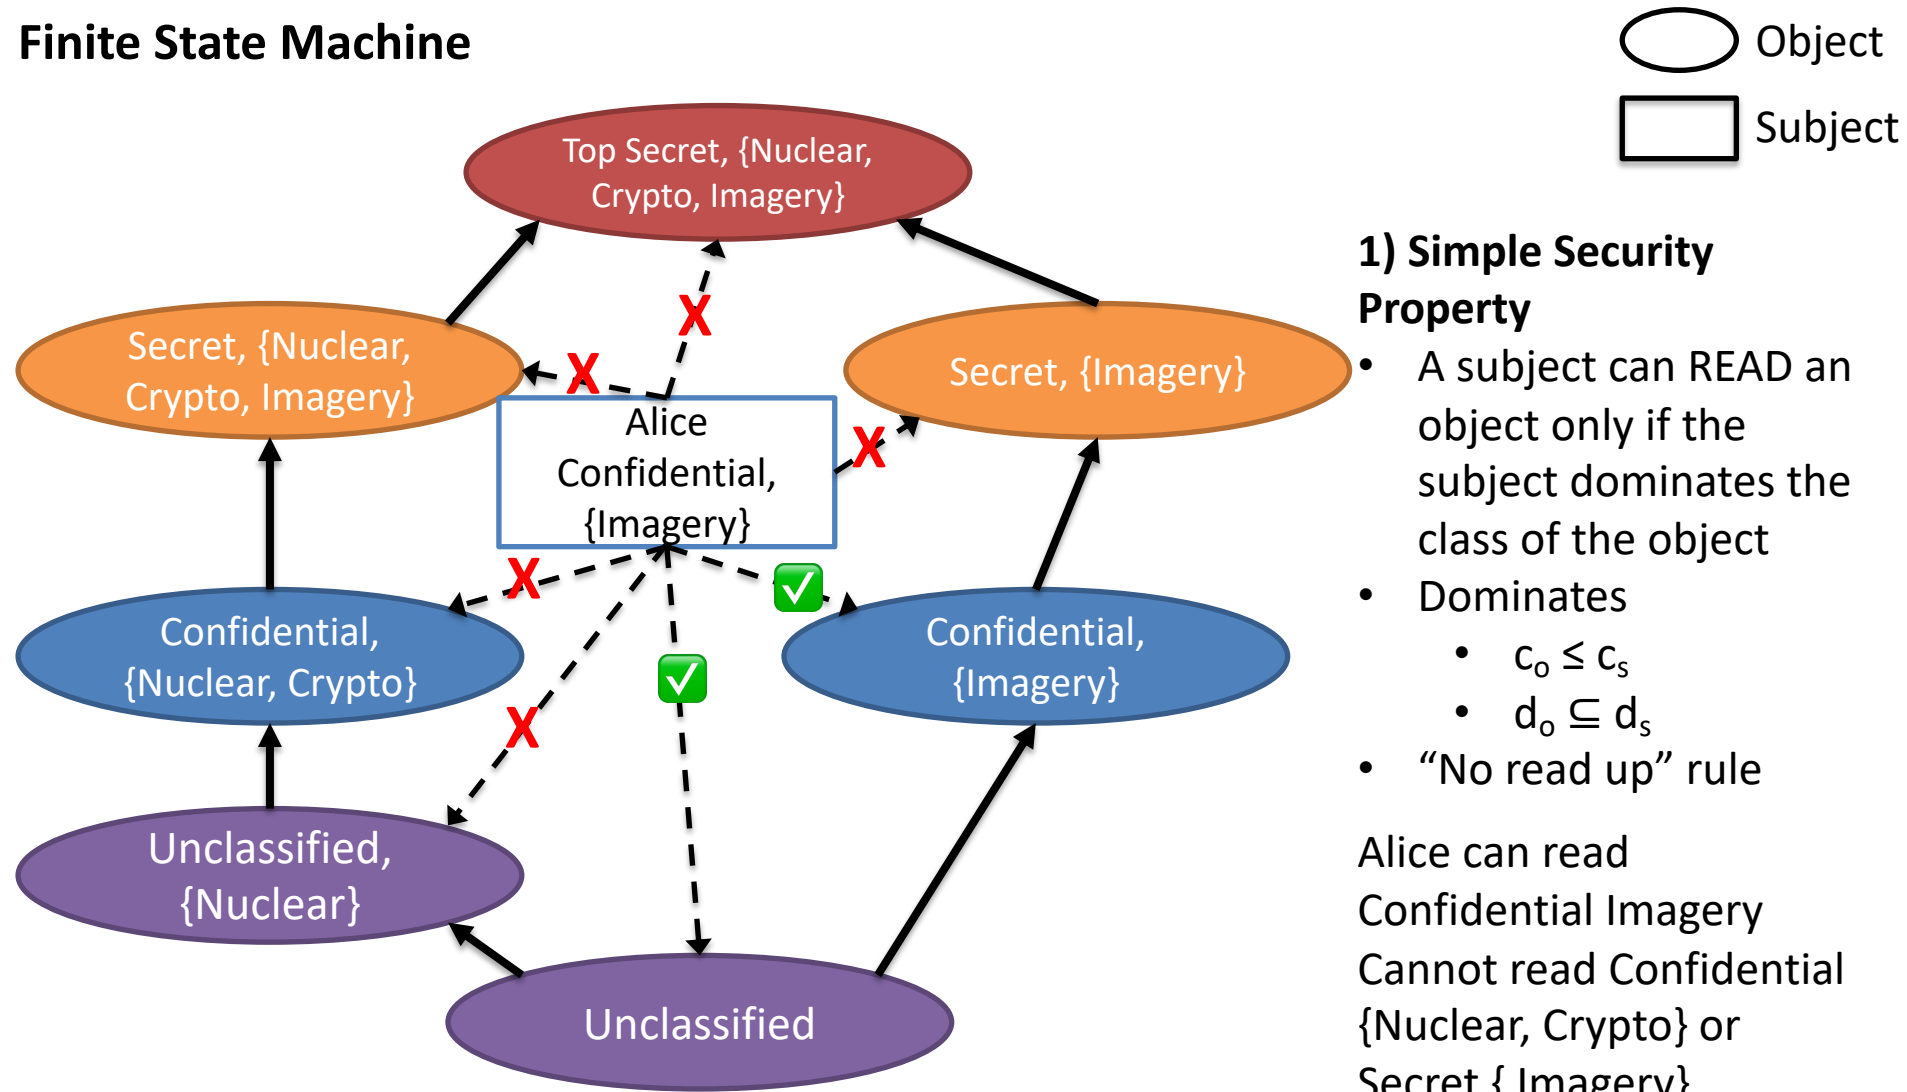 Finite State Machine
Object
Subject
Top Secret, {Nuclear,
Crypto, Imagery}
Secret, {Nuclear,
Crypto, Imagery}
Secret, {Imagery}
Alice
Confidential,
{Imagery}
Confidential,
{Nuclear, Crypto}
Confidential,
{Imagery}
Unclassified,
{Nuclear}
Unclassified
X
X
X
X
X
1) Simple Security
Property
• A subject can READ an
object only if the
subject dominates the
class of the object
• Dominates
• cₒ ≤ cₛ
• dₒ ⊆ dₛ
• “No read up” rule
Alice can read
Confidential Imagery
Cannot read Confidential
{Nuclear, Crypto} or
Secret { Imagery}